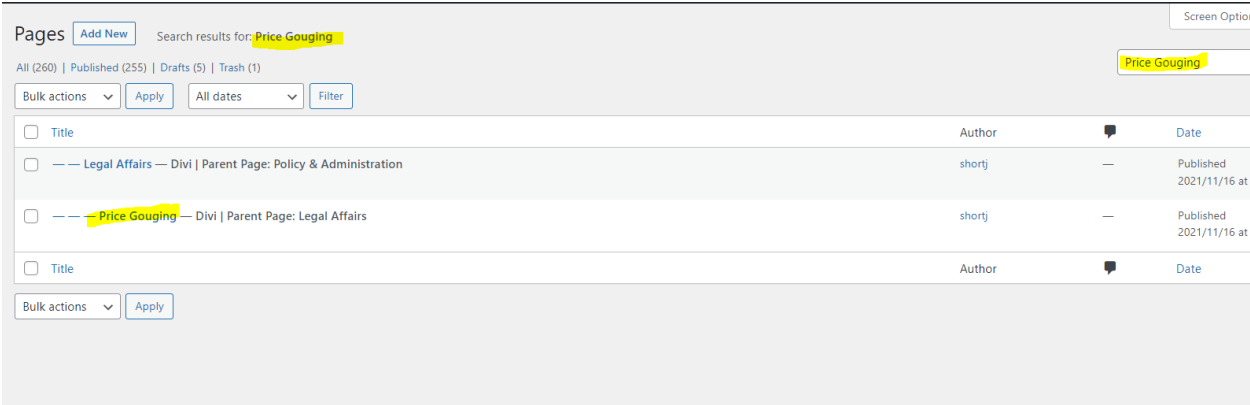 Screen Optio
Pages Add New Search results for: Price Gouging
Price Gouging
All (260) | Published (255) | Drafts (5) | Trash (1)
Bulk actions Apply All dates Filter
Title Author Date
— — Legal Affairs — Divi | Parent Page: Policy & Administration shortj — Published
2021/11/16 at
— — — Price Gouging — Divi | Parent Page: Legal Affairs shortj — Published
2021/11/16 at
Title Author Date
Bulk actions Apply